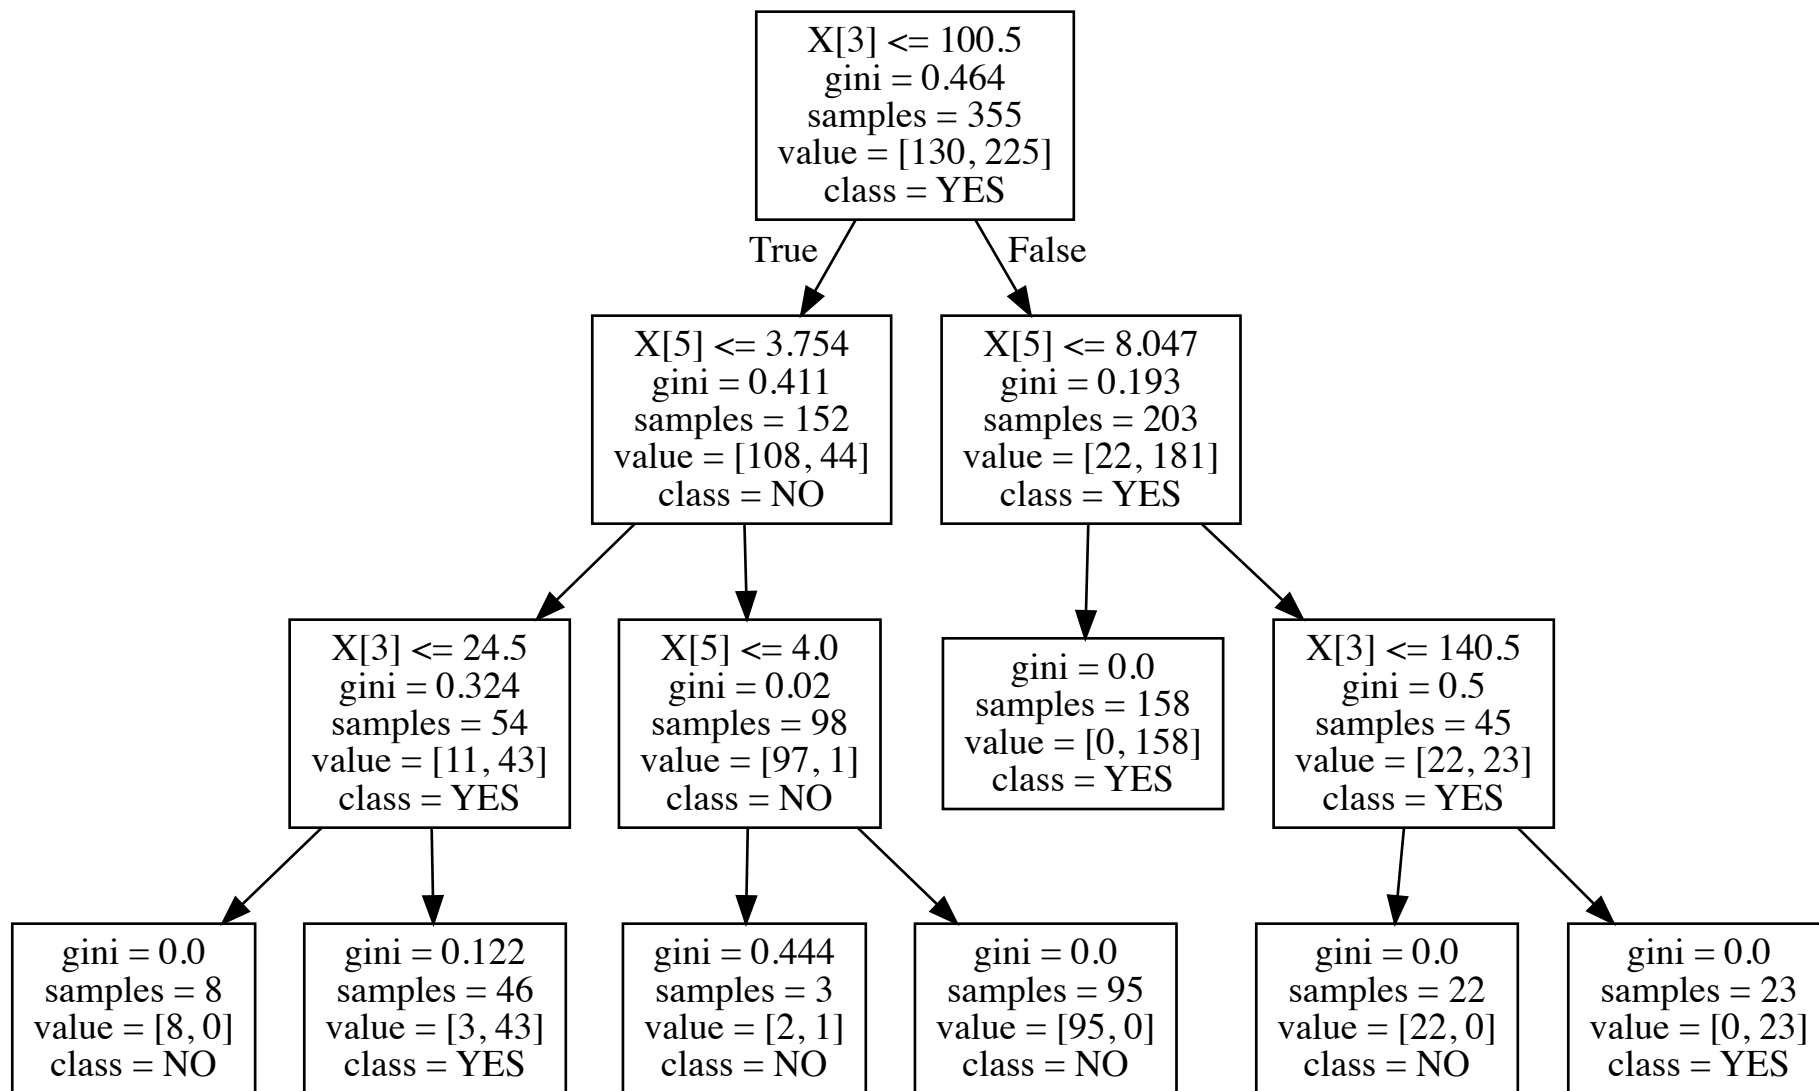 X[3] <= 100.5
gini = 0.464
samples = 355
value = [130, 225]
class = YES
True
False
X[5] <= 3.754
gini = 0.411
samples = 152
value = [108, 44]
class = NO
X[5] <= 8.047
gini = 0.193
samples = 203
value = [22, 181]
class = YES
X[3] <= 24.5
gini = 0.324
samples = 54
value = [11, 43]
class = YES
X[5] <= 4.0
gini = 0.02
samples = 98
value = [97, 1]
class = NO
gini = 0.0
samples = 158
value = [0, 158]
class = YES
X[3] <= 140.5
gini = 0.5
samples = 45
value = [22, 23]
class = YES
gini = 0.0
samples = 8
value = [8, 0]
class = NO
gini = 0.122
samples = 46
value = [3, 43]
class = YES
gini = 0.444
samples = 3
value = [2, 1]
class = NO
gini = 0.0
samples = 95
value = [95, 0]
class = NO
gini = 0.0
samples = 22
value = [22, 0]
class = NO
gini = 0.0
samples = 23
value = [0, 23]
class = YES